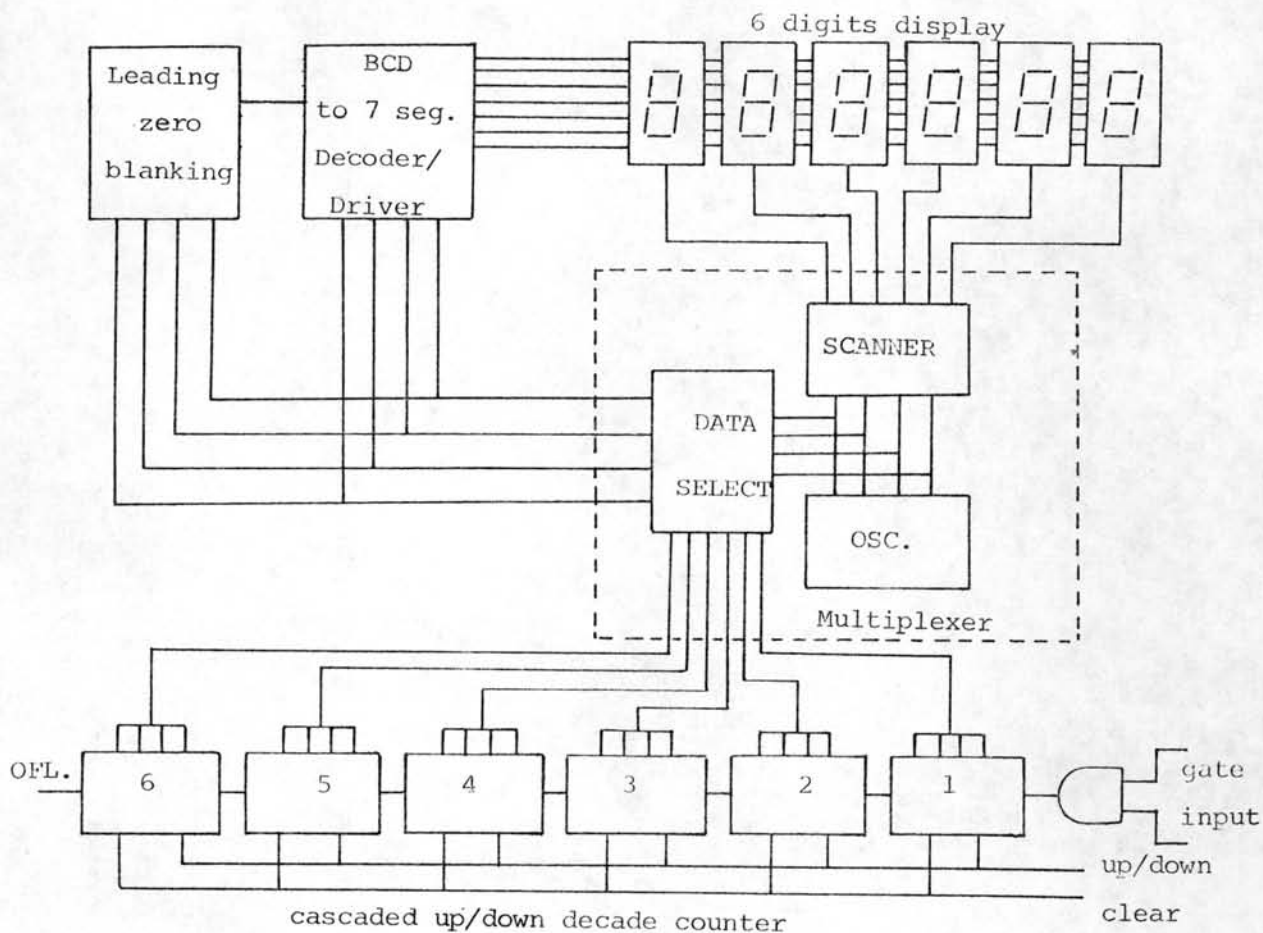 6 digits display
Leading
zero
blanking
BCD
to 7 seg.
Decoder/
Driver
SCANNER
DATA
SELECT
OSC.
Multiplexer
OFL.
6
5
4
3
2
1
gate
input
up/down
clear
cascaded up/down decade counter